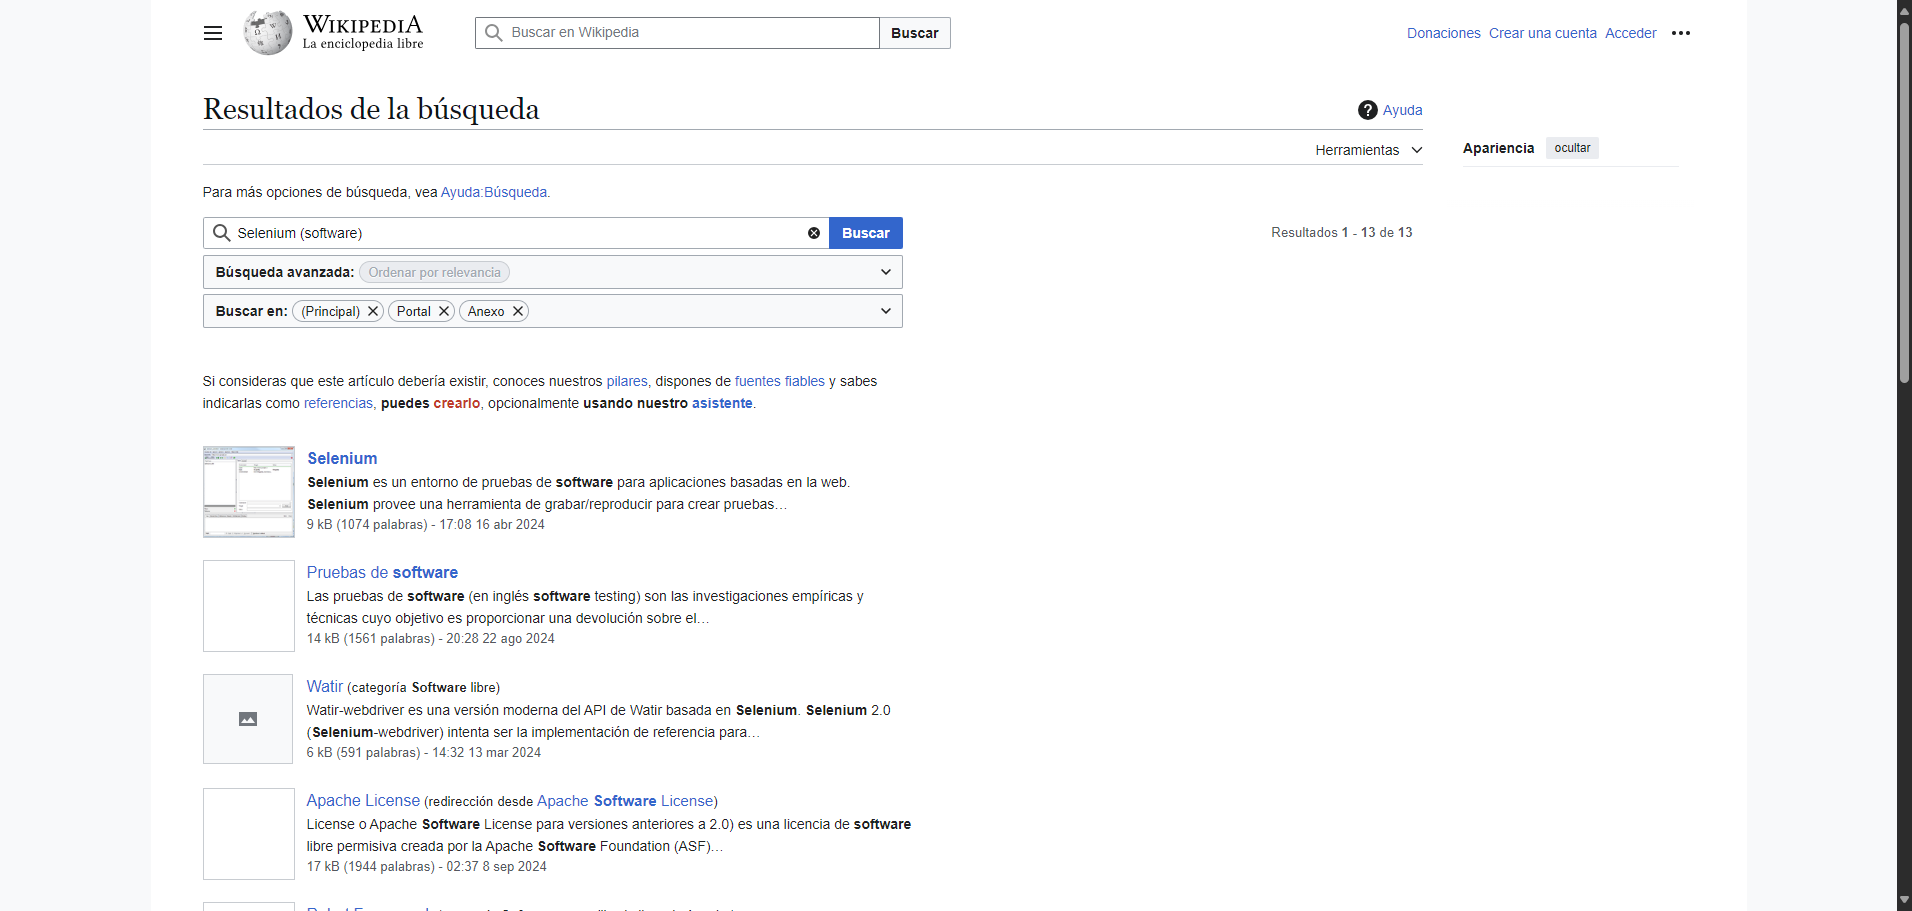 WIKIPEDIA
La enciclopedia libre
Buscar en Wikipedia
Buscar
Donaciones Crear una cuenta Acceder
Resultados de la búsqueda
Ayuda
Herramientas
Apariencia ocultar
Para más opciones de búsqueda, vea Ayuda:Búsqueda.
Selenium (software)
Buscar
Resultados 1 - 13 de 13
Búsqueda avanzada: Ordenar por relevancia
Buscar en: (Principal) Portal Anexo
Si consideras que este artículo debería existir, conoces nuestros pilares, dispones de fuentes fiables y sabes
indicarlas como referencias, puedes crearlo, opcionalmente usando nuestro asistente.
Selenium
Selenium es un entorno de pruebas de software para aplicaciones basadas en la web.
Selenium provee una herramienta de grabar/reproducir para crear pruebas…
9 kB (1074 palabras) - 17:08 16 abr 2024
Pruebas de software
Las pruebas de software (en inglés software testing) son las investigaciones empíricas y
técnicas cuyo objetivo es proporcionar una devolución sobre el…
14 kB (1561 palabras) - 20:28 22 ago 2024
Watir (categoría Software libre)
Watir-webdriver es una versión moderna del API de Watir basada en Selenium. Selenium 2.0
(Selenium-webdriver) intenta ser la implementación de referencia para…
6 kB (591 palabras) - 14:32 13 mar 2024
Apache License (redirección desde Apache Software License)
License o Apache Software License para versiones anteriores a 2.0) es una licencia de software
libre permisiva creada por la Apache Software Foundation (ASF)…
17 kB (1944 palabras) - 02:37 8 sep 2024